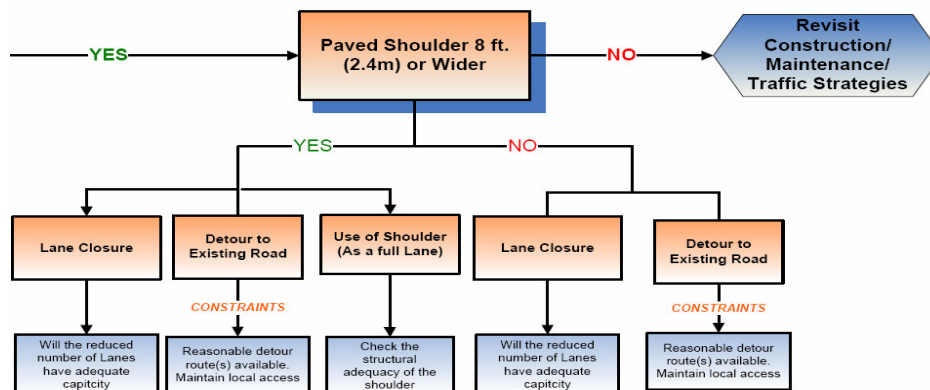 YES
Paved Shoulder 8 ft.
(2.4m) or Wider
NO
Revisit
Construction/
Maintenance/
Traffic Strategies
YES
NO
Lane Closure
Detour to
Existing Road
Use of Shoulder
(As a full Lane)
Lane Closure
Detour to
Existing Road
CONSTRAINTS
CONSTRAINTS
Will the reduced
number of Lanes
have adequate
capitcity
Reasonable detour
route(s) available.
Maintain local access
Check the
structural
adequacy of the
shoulder
Will the reduced
number of Lanes
have adequate
capitcity
Reasonable detour
route(s) available.
Maintain local access